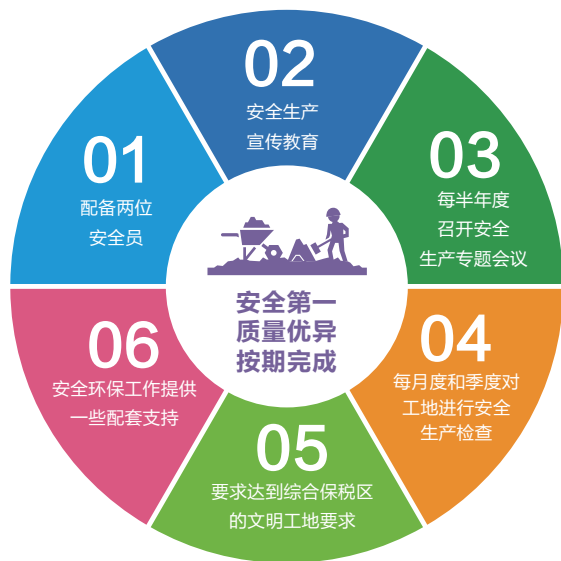 01
配备两位
安全员
02
安全生产
宣传教育
03
每半年度
召开安全
生产专题会议
04
每月度和季度对
工地进行安全
生产检查
05
要求达到综合保税区
的文明工地要求
06
安全环保工作提供
一些配套支持
安全第一
质量优异
按期完成